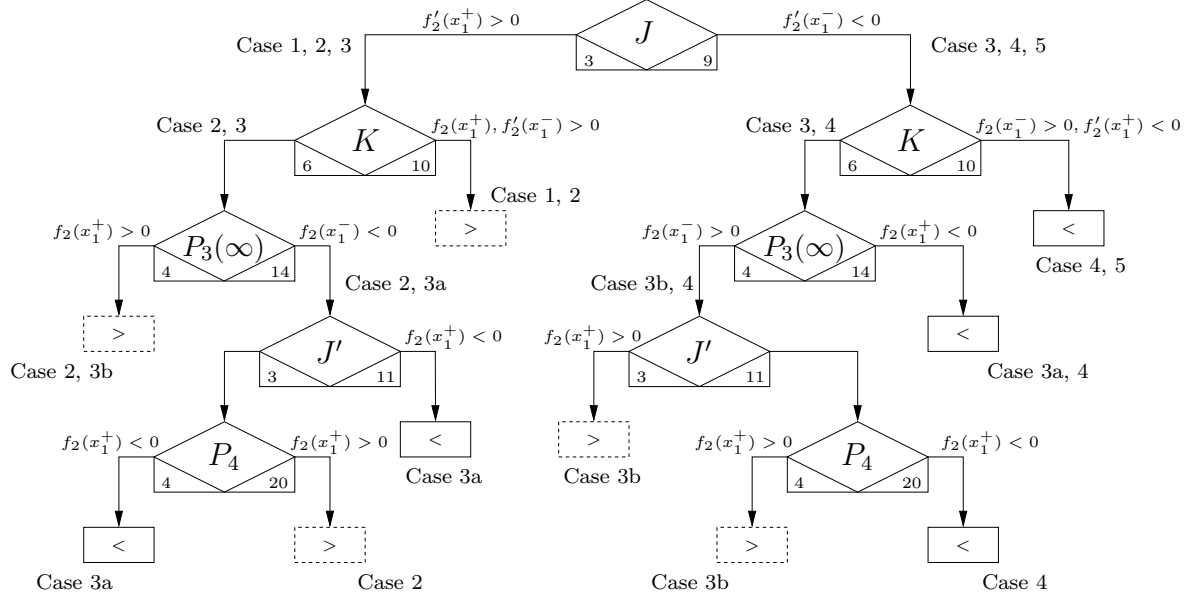 f₂′(x₁⁺) > 0
J
f₂′(x₁⁻) < 0
Case 1, 2, 3
3
9
Case 3, 4, 5
Case 2, 3
K
f₂(x₁⁺), f₂′(x₁⁻) > 0
6
10
Case 3, 4
K
f₂(x₁⁻) > 0, f₂′(x₁⁺) < 0
6
10
Case 1, 2
f₂(x₁⁺) > 0
P₃(∞)
f₂(x₁⁻) < 0
>
4
14
f₂(x₁⁻) > 0
P₃(∞)
f₂(x₁⁺) < 0
<
4
14
Case 4, 5
Case 2, 3a
Case 3b, 4
>
J′
f₂(x₁⁺) < 0
3
11
f₂(x₁⁺) > 0
J′
<
3
11
Case 2, 3b
Case 3a, 4
f₂(x₁⁺) < 0
P₄
f₂(x₁⁺) > 0
<
4
20
>
f₂(x₁⁺) > 0
P₄
f₂(x₁⁺) < 0
4
20
Case 3a
Case 3b
<
>
>
<
Case 3a
Case 2
Case 3b
Case 4